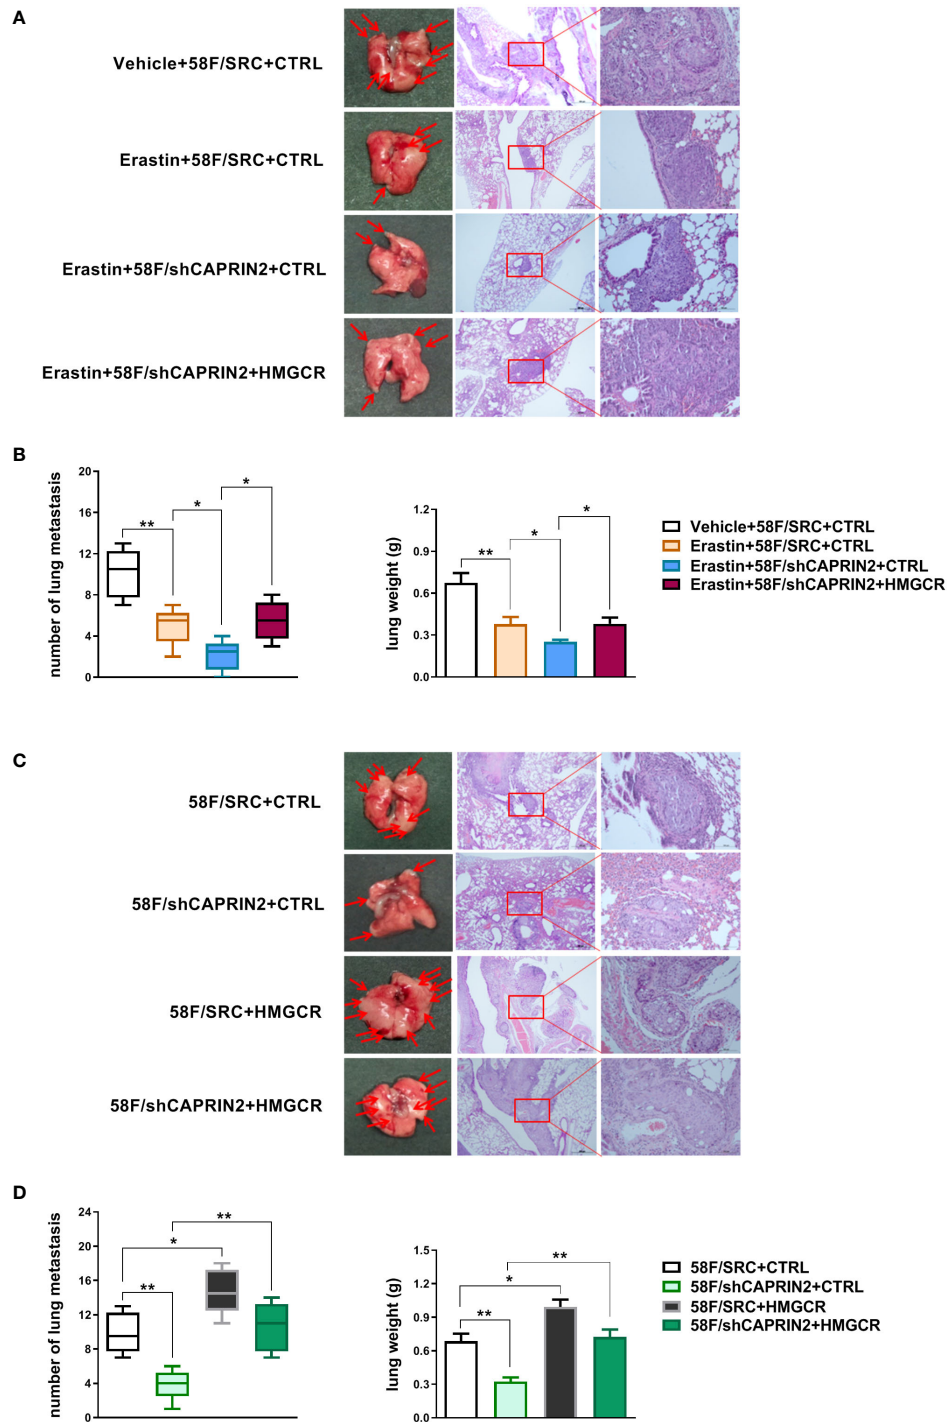 A
Vehicle+58F/SRC+CTRL
Erastin+58F/SRC+CTRL
Erastin+58F/shCAPRIN2+CTRL
Erastin+58F/shCAPRIN2+HMGCR
B
number of lung metastasis
20
16
12
8
4
0
**
*
*
lung weight (g)
1.2
0.9
0.6
0.3
0.0
**
*
*
Vehicle+58F/SRC+CTRL
Erastin+58F/SRC+CTRL
Erastin+58F/shCAPRIN2+CTRL
Erastin+58F/shCAPRIN2+HMGCR
C
58F/SRC+CTRL
58F/shCAPRIN2+CTRL
58F/SRC+HMGCR
58F/shCAPRIN2+HMGCR
D
number of lung metastasis
24
20
16
12
8
4
0
**
*
**
lung weight (g)
1.5
1.2
0.9
0.6
0.3
0.0
**
*
**
58F/SRC+CTRL
58F/shCAPRIN2+CTRL
58F/SRC+HMGCR
58F/shCAPRIN2+HMGCR